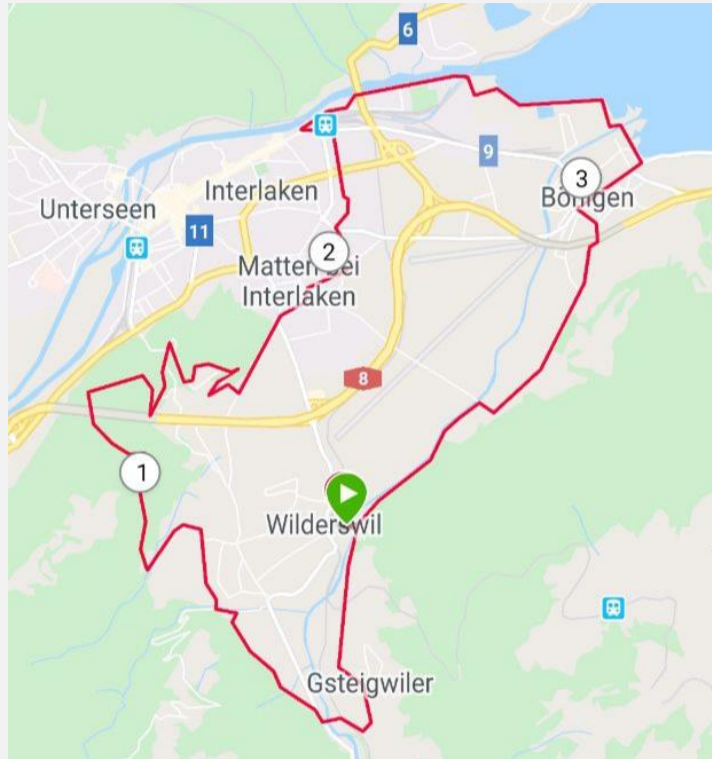 6
9
Interlaken
3
Bönigen
Unterseen
11
2
Matten bei
Interlaken
8
1
Wilderswil
Gsteigwiler